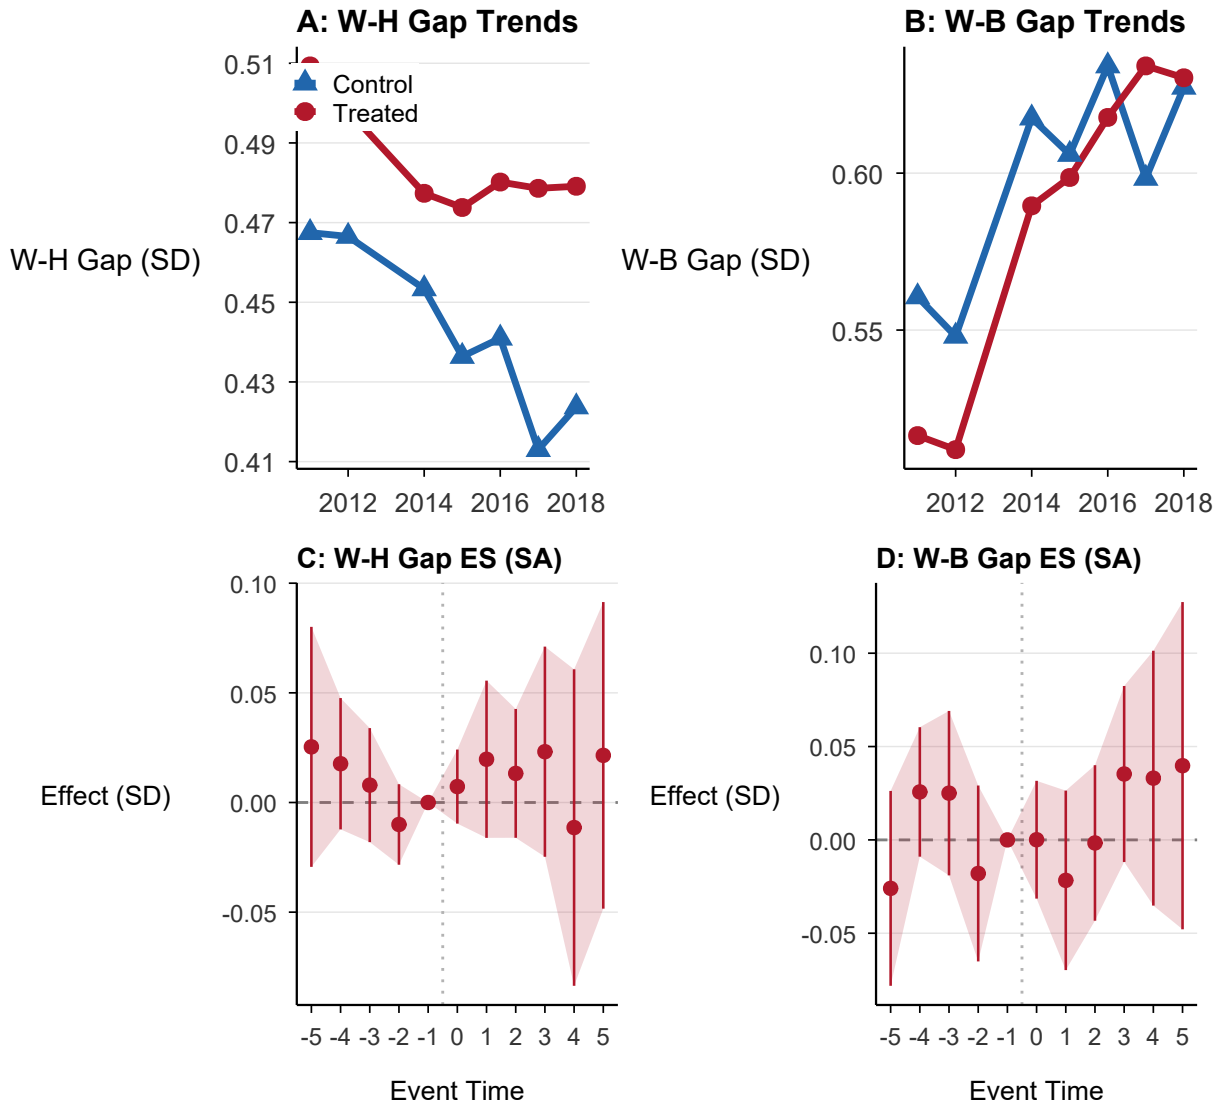 A: W-H Gap Trends
0.51
0.49
0.47
0.45
0.43
0.41
W-H Gap (SD)
Control
Treated
2012 2014 2016 2018
B: W-B Gap Trends
0.60
0.55
W-B Gap (SD)
2012 2014 2016 2018
C: W-H Gap ES (SA)
0.10
0.05
0.00
-0.05
Effect (SD)
-5 -4 -3 -2 -1 0 1 2 3 4 5
Event Time
D: W-B Gap ES (SA)
0.10
0.05
0.00
-0.05
Effect (SD)
-5 -4 -3 -2 -1 0 1 2 3 4 5
Event Time